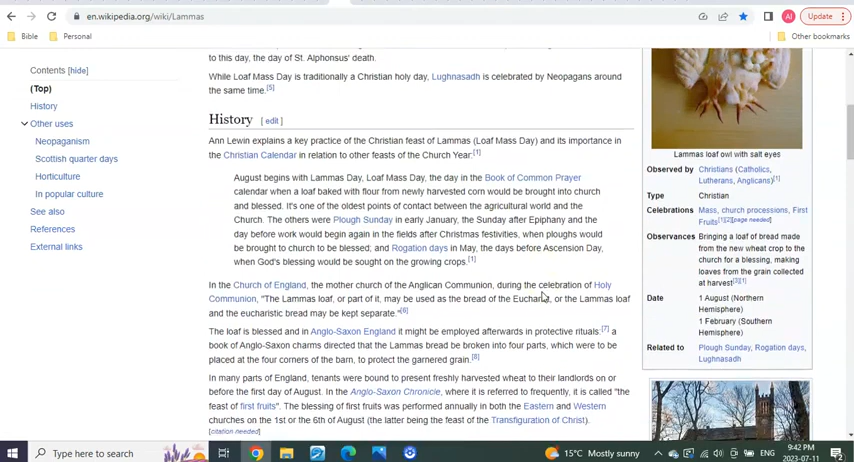 en.wikipedia.org/wiki/Lammas
AI
Update
Bible
Personal
Other bookmarks
Contents [hide]
(Top)
History
Other uses
Neopaganism
Scottish quarter days
Horticulture
In popular culture
See also
References
External links
to this day, the day of St. Alphonsus' death.
While Loaf Mass Day is traditionally a Christian holy day, Lughnasadh is celebrated by Neopagans around
the same time.[5]
History [ edit ]
Ann Lewin explains a key practice of the Christian feast of Lammas (Loaf Mass Day) and its importance in
the Christian Calendar in relation to other feasts of the Church Year:[1]
August begins with Lammas Day, Loaf Mass Day, the day in the Book of Common Prayer
calendar when a loaf baked with flour from newly harvested corn would be brought into church
and blessed. It's one of the oldest points of contact between the agricultural world and the
Church. The others were Plough Sunday in early January, the Sunday after Epiphany and the
day before work would begin again in the fields after Christmas festivities, when ploughs would
be brought to church to be blessed; and Rogation days in May, the days before Ascension Day,
when God's blessing would be sought on the growing crops.[1]
In the Church of England, the mother church of the Anglican Communion, during the celebration of Holy
Communion, "The Lammas loaf, or part of it, may be used as the bread of the Eucharist, or the Lammas loaf
and the eucharistic bread may be kept separate."[6]
The loaf is blessed and in Anglo-Saxon England it might be employed afterwards in protective rituals:[7] a
book of Anglo-Saxon charms directed that the Lammas bread be broken into four parts, which were to be
placed at the four corners of the barn, to protect the garnered grain.[8]
In many parts of England, tenants were bound to present freshly harvested wheat to their landlords on or
before the first day of August. In the Anglo-Saxon Chronicle, where it is referred to frequently, it is called "the
feast of first fruits". The blessing of first fruits was performed annually in both the Eastern and Western
churches on the 1st or the 6th of August (the latter being the feast of the Transfiguration of Christ).
[citation needed]
Lammas loaf owl with salt eyes
Observed by Christians (Catholics,
Lutherans, Anglicans)[1]
Type Christian
Celebrations Mass, church processions, First
Fruits[1][2][page needed]
Observances Bringing a loaf of bread made
from the new wheat crop to the
church for a blessing, making
loaves from the grain collected
at harvest[3][1]
Date 1 August (Northern
Hemisphere)
1 February (Southern
Hemisphere)
Related to Plough Sunday, Rogation days,
Lughnasadh
Type here to search
15°C Mostly sunny
ENG
9:42 PM
2023-07-11
2